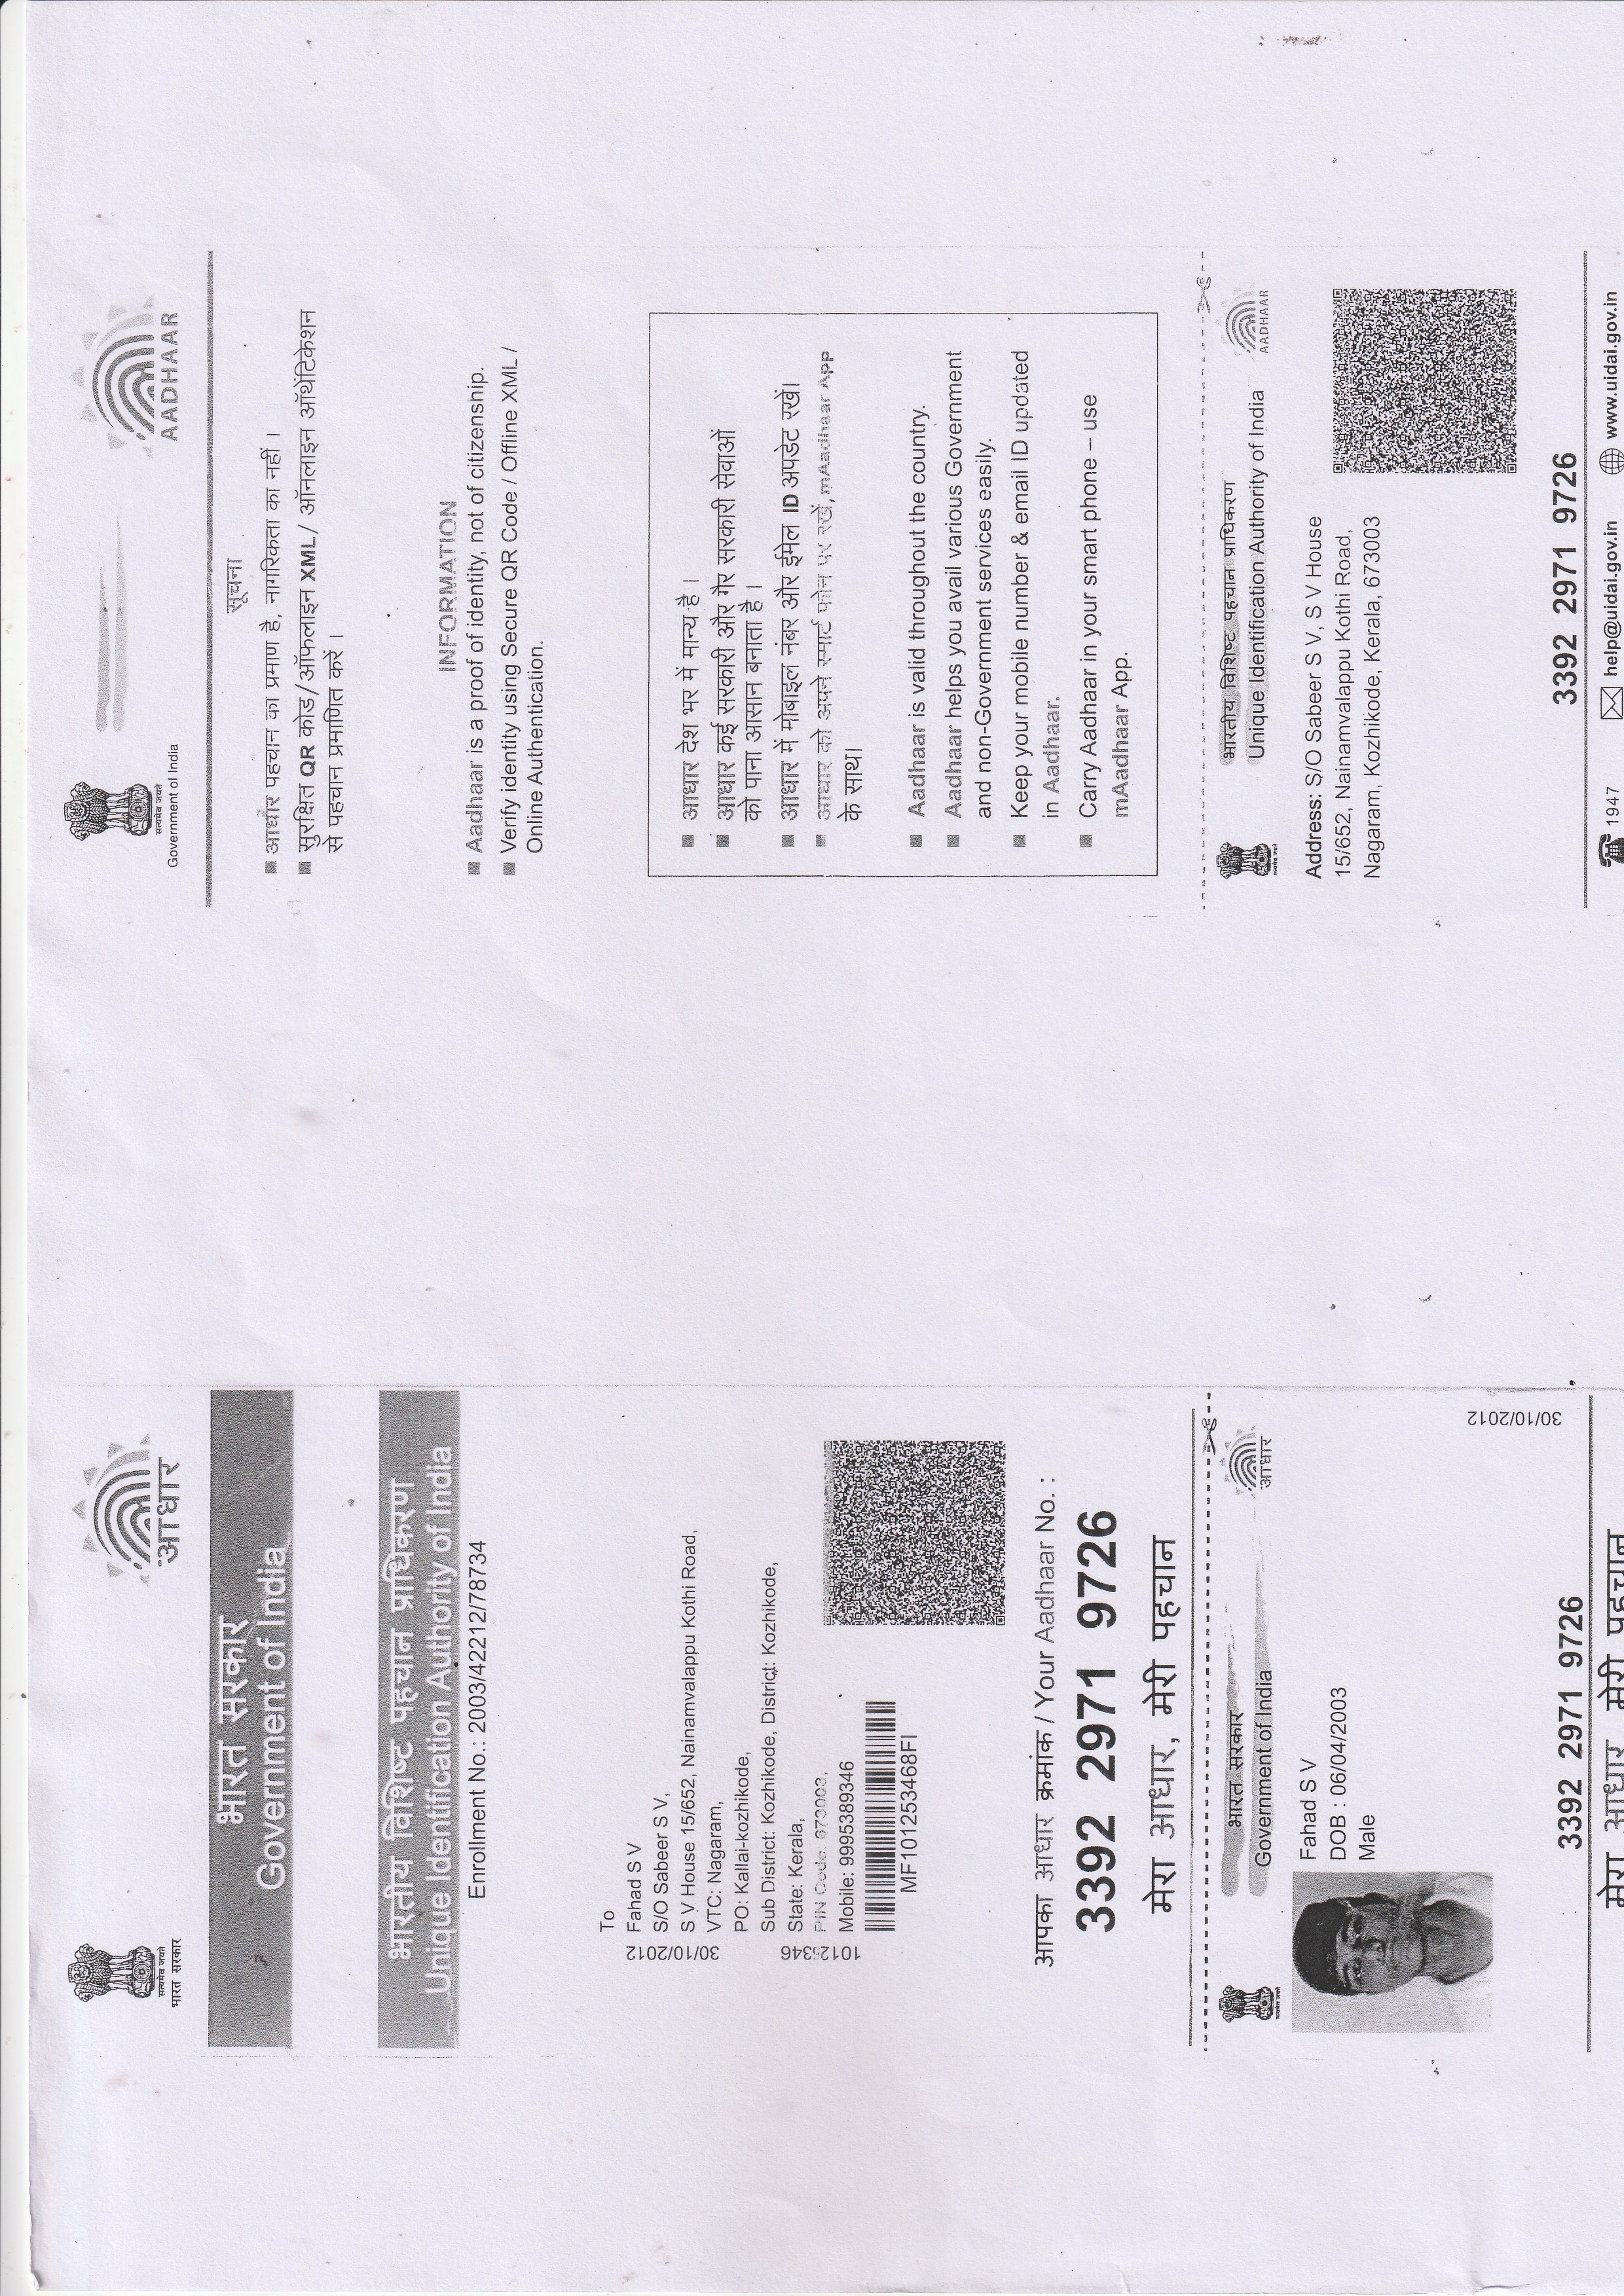 सत्यमेव जयते
भारत सरकार
आधार
भारत सरकार
Government of India
भारतीय विशिष्ट पहचान प्राधिकरण
Unique Identification Authority of India
Enrollment No.: 2003/42212/78734
To
Fahad S V
S/O Sabeer S V,
S V House 15/652, Nainamvalappu Kothi Road,
VTC: Nagaram,
PO: Kallai-kozhikode,
Sub District: Kozhikode, District: Kozhikode,
State: Kerala,
PIN Code: 673003,
Mobile: 9995389346
30/10/2012
MF101253468FI
आपका आधार क्रमांक / Your Aadhaar No. :
3392 2971 9726
मेरा आधार, मेरी पहचान
भारत सरकार
Government of India
आधार
Fahad S V
DOB : 06/04/2003
Male
30/10/2012
3392 2971 9726
मेरा आधार, मेरी पहचान
सत्यमेव जयते
Government of India
AADHAAR
सूचना
आधार पहचान का प्रमाण है, नागरिकता का नहीं ।
सुरक्षित QR कोड/ऑफलाइन XML/ ऑनलाइन ऑथेंटिकेशन
से पहचान प्रमाणित करें ।
INFORMATION
Aadhaar is a proof of identity, not of citizenship.
Verify identity using Secure QR Code / Offline XML /
Online Authentication.
आधार देश भर में मान्य है ।
आधार कई सरकारी और गैर सरकारी सेवाओं
को पाना आसान बनाता है ।
आधार में मोबाइल नंबर और ईमेल ID अपडेट रखें।
आधार को अपने स्मार्ट फोन पर रखें, mAadhaar App
के साथ।
Aadhaar is valid throughout the country.
Aadhaar helps you avail various Government
and non-Government services easily.
Keep your mobile number & email ID updated
in Aadhaar.
Carry Aadhaar in your smart phone – use
mAadhaar App.
भारतीय विशिष्ट पहचान प्राधिकरण
Unique Identification Authority of India
AADHAAR
Address: S/O Sabeer S V, S V House
15/652, Nainamvalappu Kothi Road,
Nagaram, Kozhikode, Kerala, 673003
3392 2971 9726
1947
help@uidai.gov.in
www.uidai.gov.in